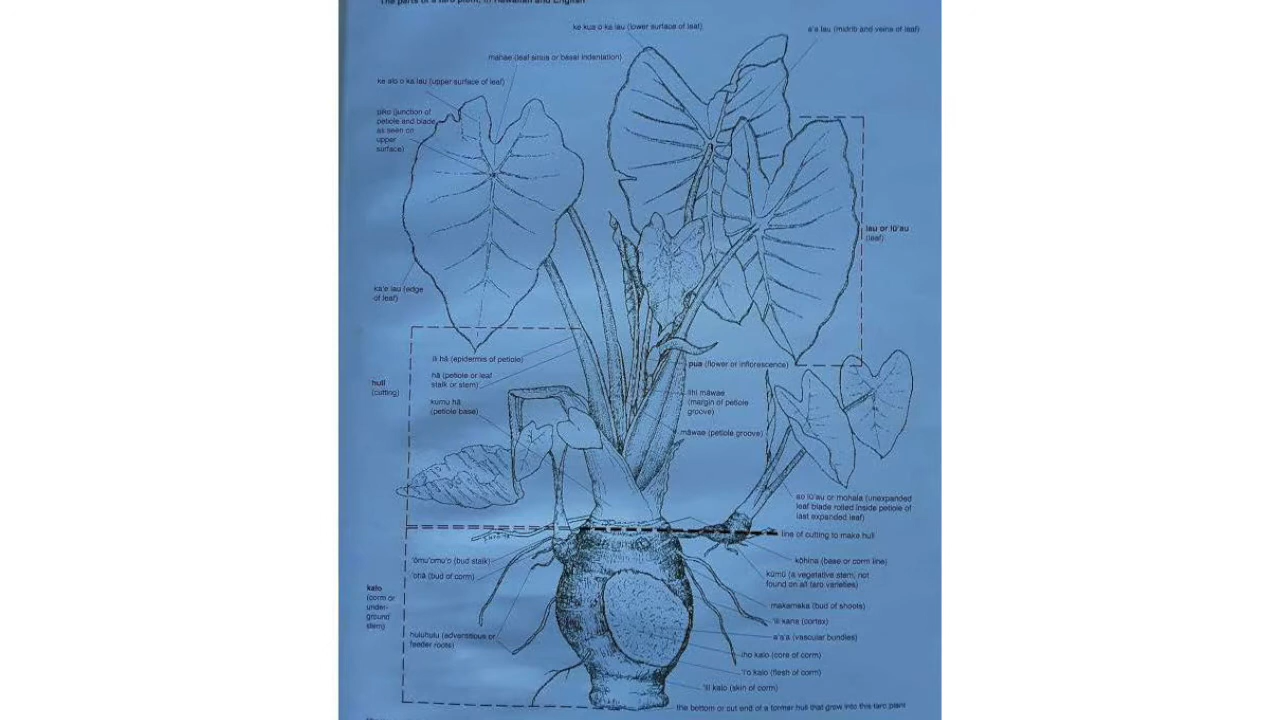 The parts of a taro plant, in Hawaiian and English
ke kua o ka lau (lower surface of leaf)
a'a lau (midrib and veins of leaf)
mahae (leaf sinus or basal indentation)
ke alo o ka lau (upper surface of leaf)
piko (junction of
petiole and blade
as seen on
upper
surface)
lau or lū'au
(leaf)
ka'e lau (edge
of leaf)
ili hā (epidermis of petiole)
hā (petiole or leaf
stalk or stem)
kumu hā
(petiole base)
huli
(cutting)
pua (flower or inflorescence)
lihi māwae
(margin of petiole
groove)
māwae (petiole groove)
ao lū'au or mohala (unexpanded
leaf blade rolled inside petiole of
last expanded leaf)
line of cutting to make huli
'ōmu'omu'o (bud stalk)
'ohā (bud of corm)
kōhina (base or corm line)
kūmū (a vegetative stem, not
found on all taro varieties)
kalo
(corm or
under-
ground
stem)
makamaka (bud of shoots)
'ili kana (cortex)
a'a'a (vascular bundles)
huluhulu (adventitious or
feeder roots)
iho kalo (core of corm)
'i'o kalo (flesh of corm)
'ili kalo (skin of corm)
the bottom or cut end of a former huli that grew into this taro plant